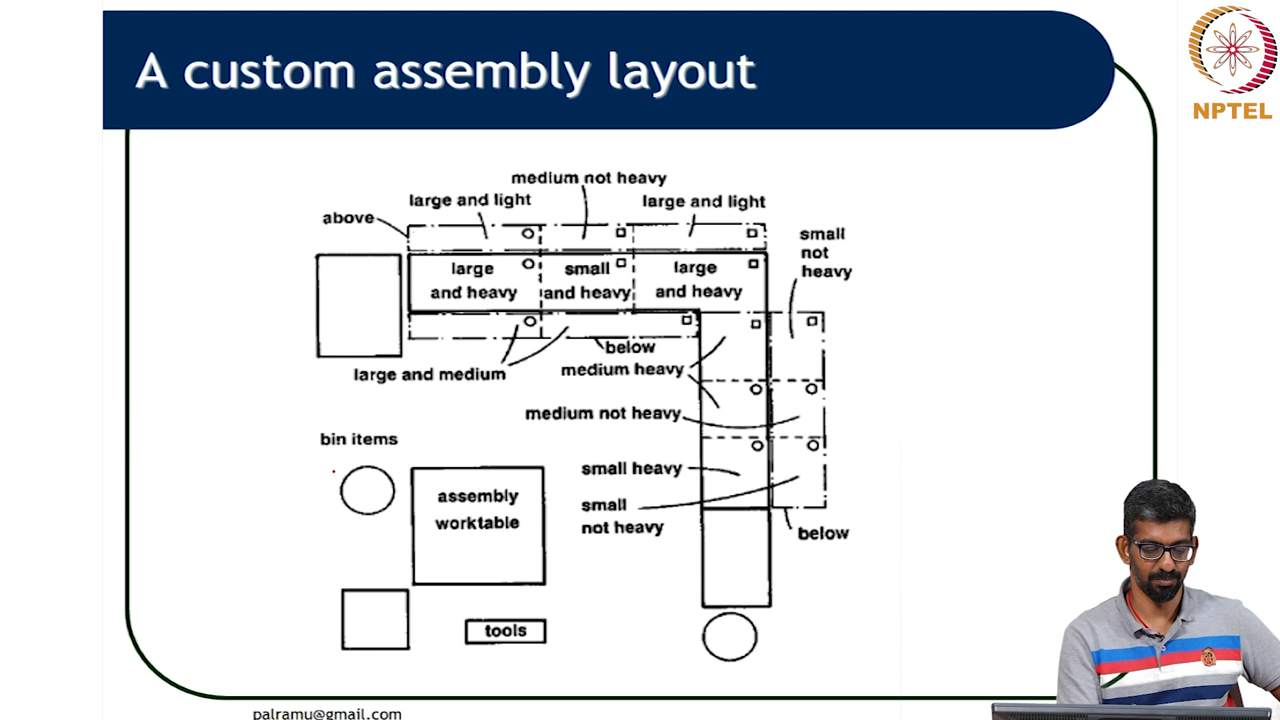 A custom assembly layout
NPTEL
medium not heavy
large and light
large and light
above
small
not
heavy
large
and heavy
small
and heavy
large
and heavy
below
large and medium
medium heavy
medium not heavy
bin items
small heavy
assembly
worktable
small
not heavy
below
tools
palramu@gmail.com